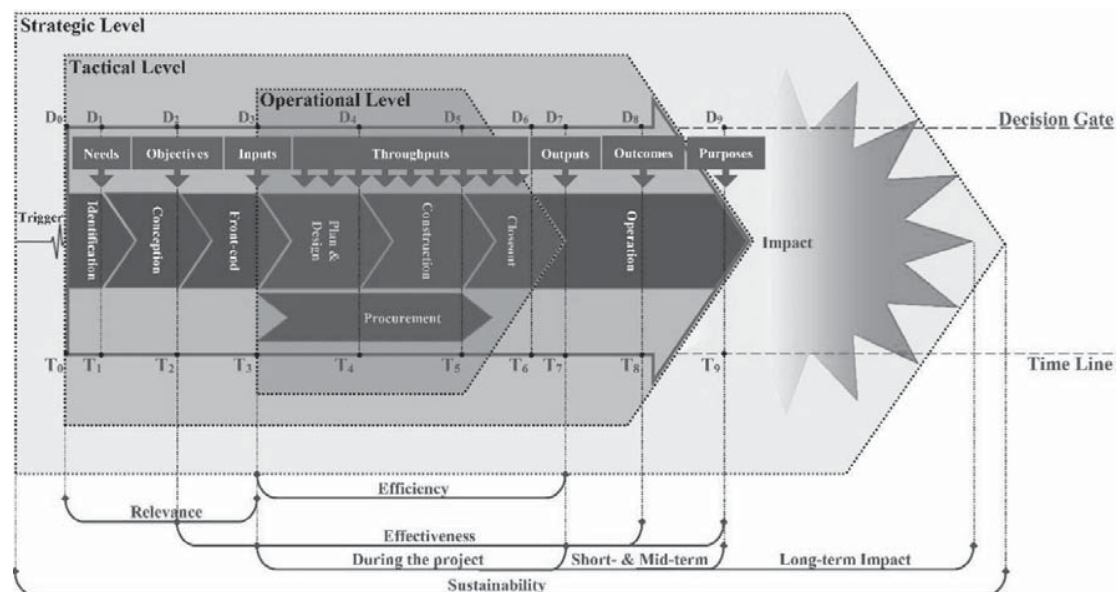 Strategic Level
Tactical Level
Operational Level
D0 D1 D2 D3 D4 D5 D6 D7 D8 D9 Decision Gate
Needs Objectives Inputs Throughputs Outputs Outcomes Purposes
Trigger
Identification
Conception
Front-end
Plan &
Design
Construction
Closeout
Operation
Impact
Procurement
T0 T1 T2 T3 T4 T5 T6 T7 T8 T9 Time Line
Efficiency
Relevance
Effectiveness
During the project Short- & Mid-term Long-term Impact
Sustainability